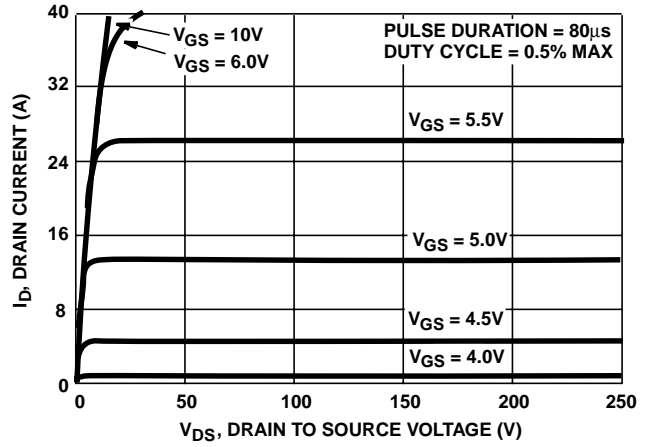 40
32
24
16
8
0
I_D, DRAIN CURRENT (A)
V_GS = 10V
V_GS = 6.0V
PULSE DURATION = 80µs
DUTY CYCLE = 0.5% MAX
V_GS = 5.5V
V_GS = 5.0V
V_GS = 4.5V
V_GS = 4.0V
0 50 100 150 200 250
V_DS, DRAIN TO SOURCE VOLTAGE (V)